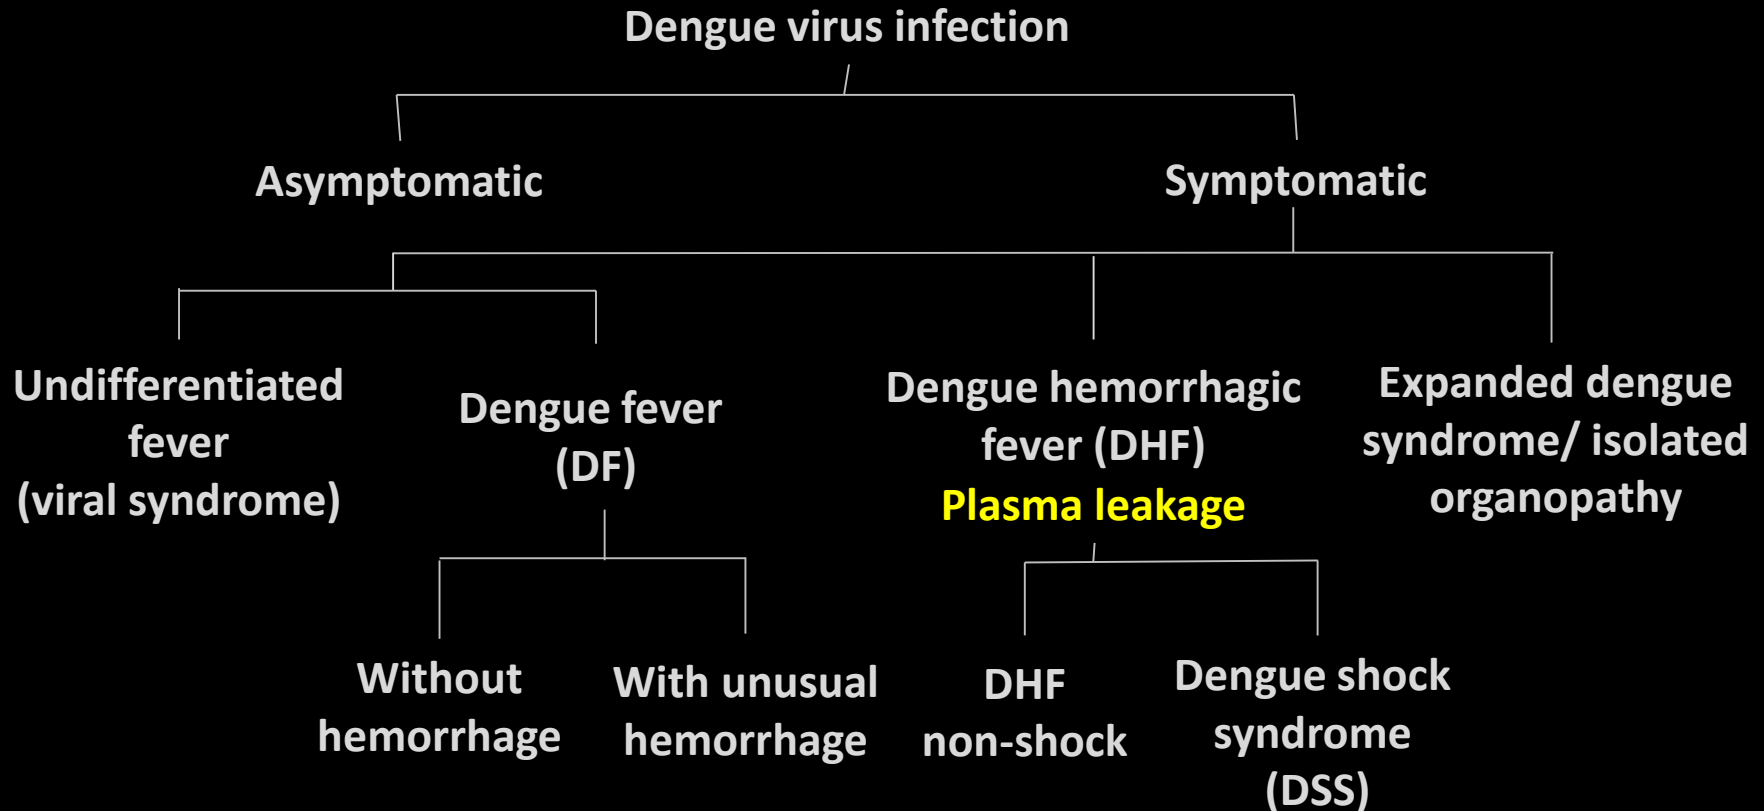 Dengue virus infection
Asymptomatic
Symptomatic
Undifferentiated
fever
(viral syndrome)
Dengue fever
(DF)
Dengue hemorrhagic
fever (DHF)
Plasma leakage
Expanded dengue
syndrome/ isolated
organopathy
Without
hemorrhage
With unusual
hemorrhage
DHF
non-shock
Dengue shock
syndrome
(DSS)